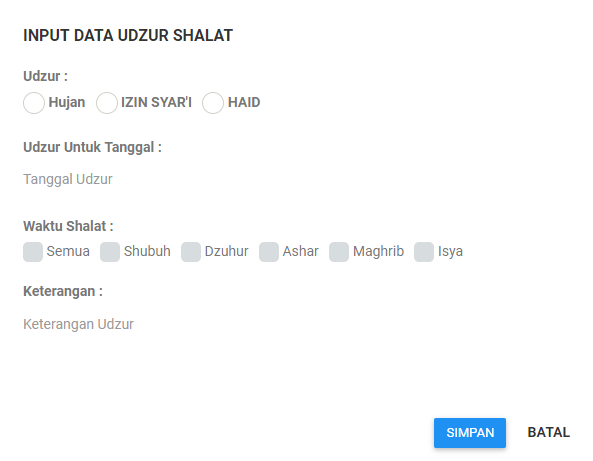 INPUT DATA UDZUR SHALAT
Udzur :
Hujan IZIN SYAR'I HAID
Udzur Untuk Tanggal :
Tanggal Udzur
Waktu Shalat :
Semua Shubuh Dzuhur Ashar Maghrib Isya
Keterangan :
Keterangan Udzur
SIMPAN BATAL